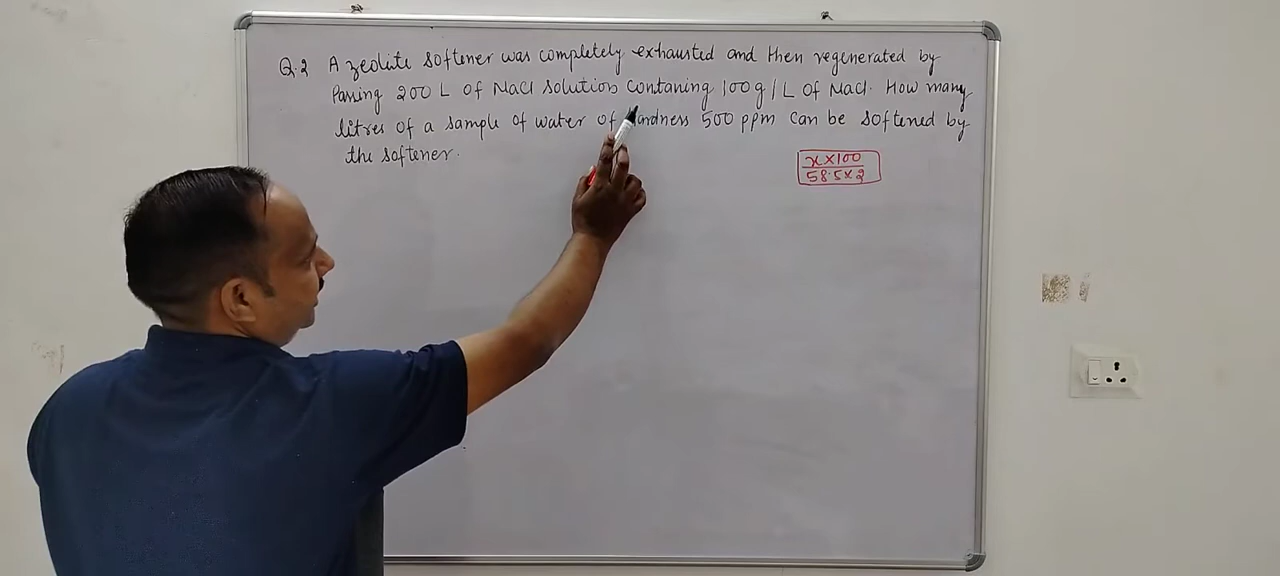 Q.2 A zeolite softener was completely exhausted and then regenerated by
Passing 200 L of NaCl solution contaning 100g/L of NaCl. How many
litres of a sample of water of hardness 500 ppm can be softened by
the softener.
x×100
58.5×2